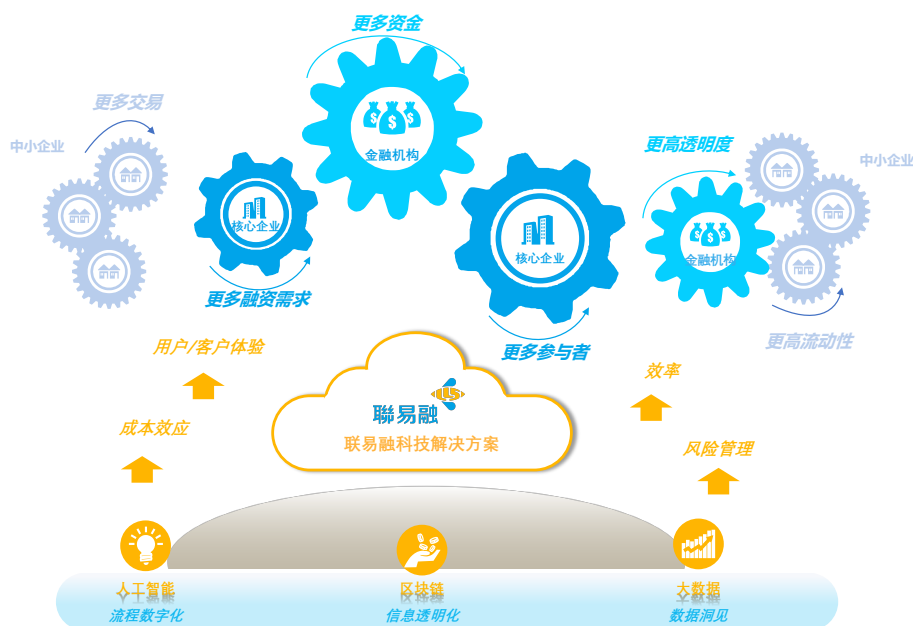 更多资金
更多交易
中小企业
金融机构
更高透明度
中小企业
核心企业
核心企业
金融机构
更多融资需求
更多参与者
更高流动性
用户/客户体验
效率
LLS
聯易融
成本效应
联易融科技解决方案
风险管理
人工智能
区块链
大数据
流程数字化
信息透明化
数据洞见